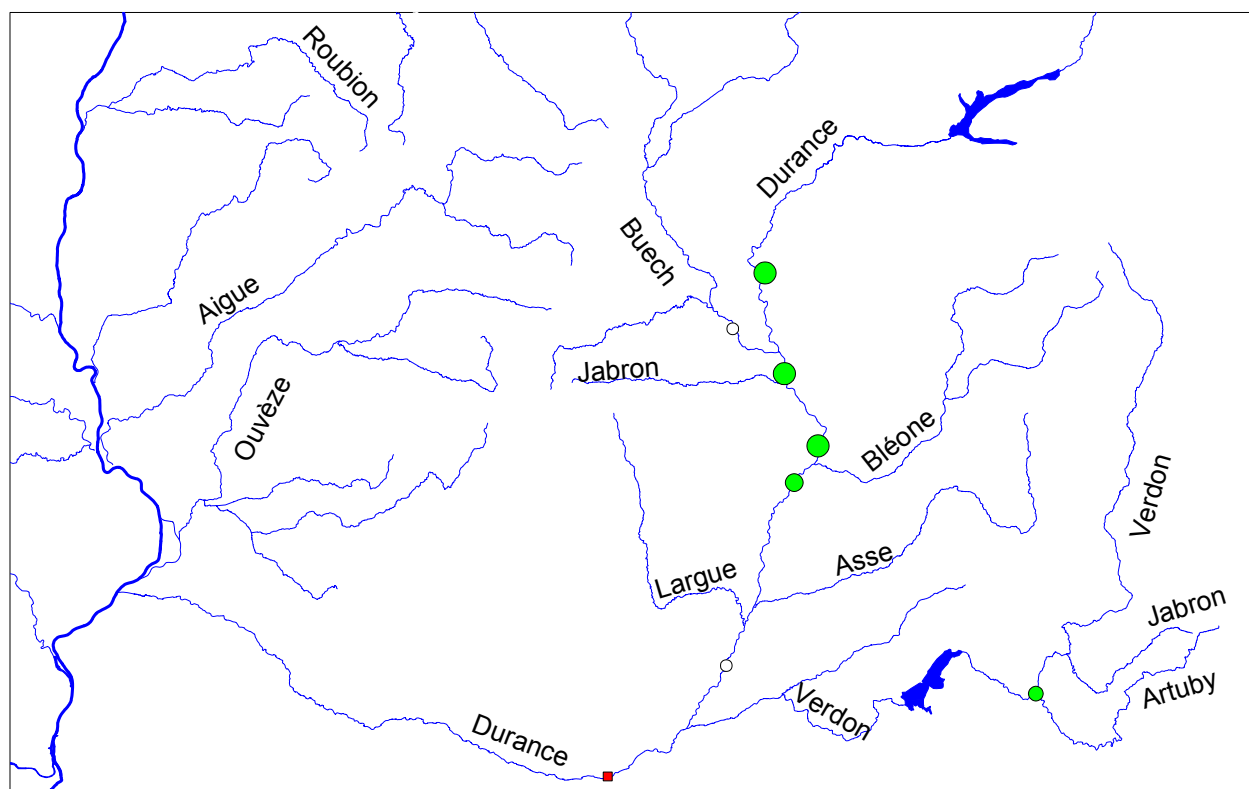 Roubion
Durance
Buech
Aigue
Jabron
Ouvèze
Bléone
Verdon
Asse
Largue
Jabron
Artuby
Verdon
Durance